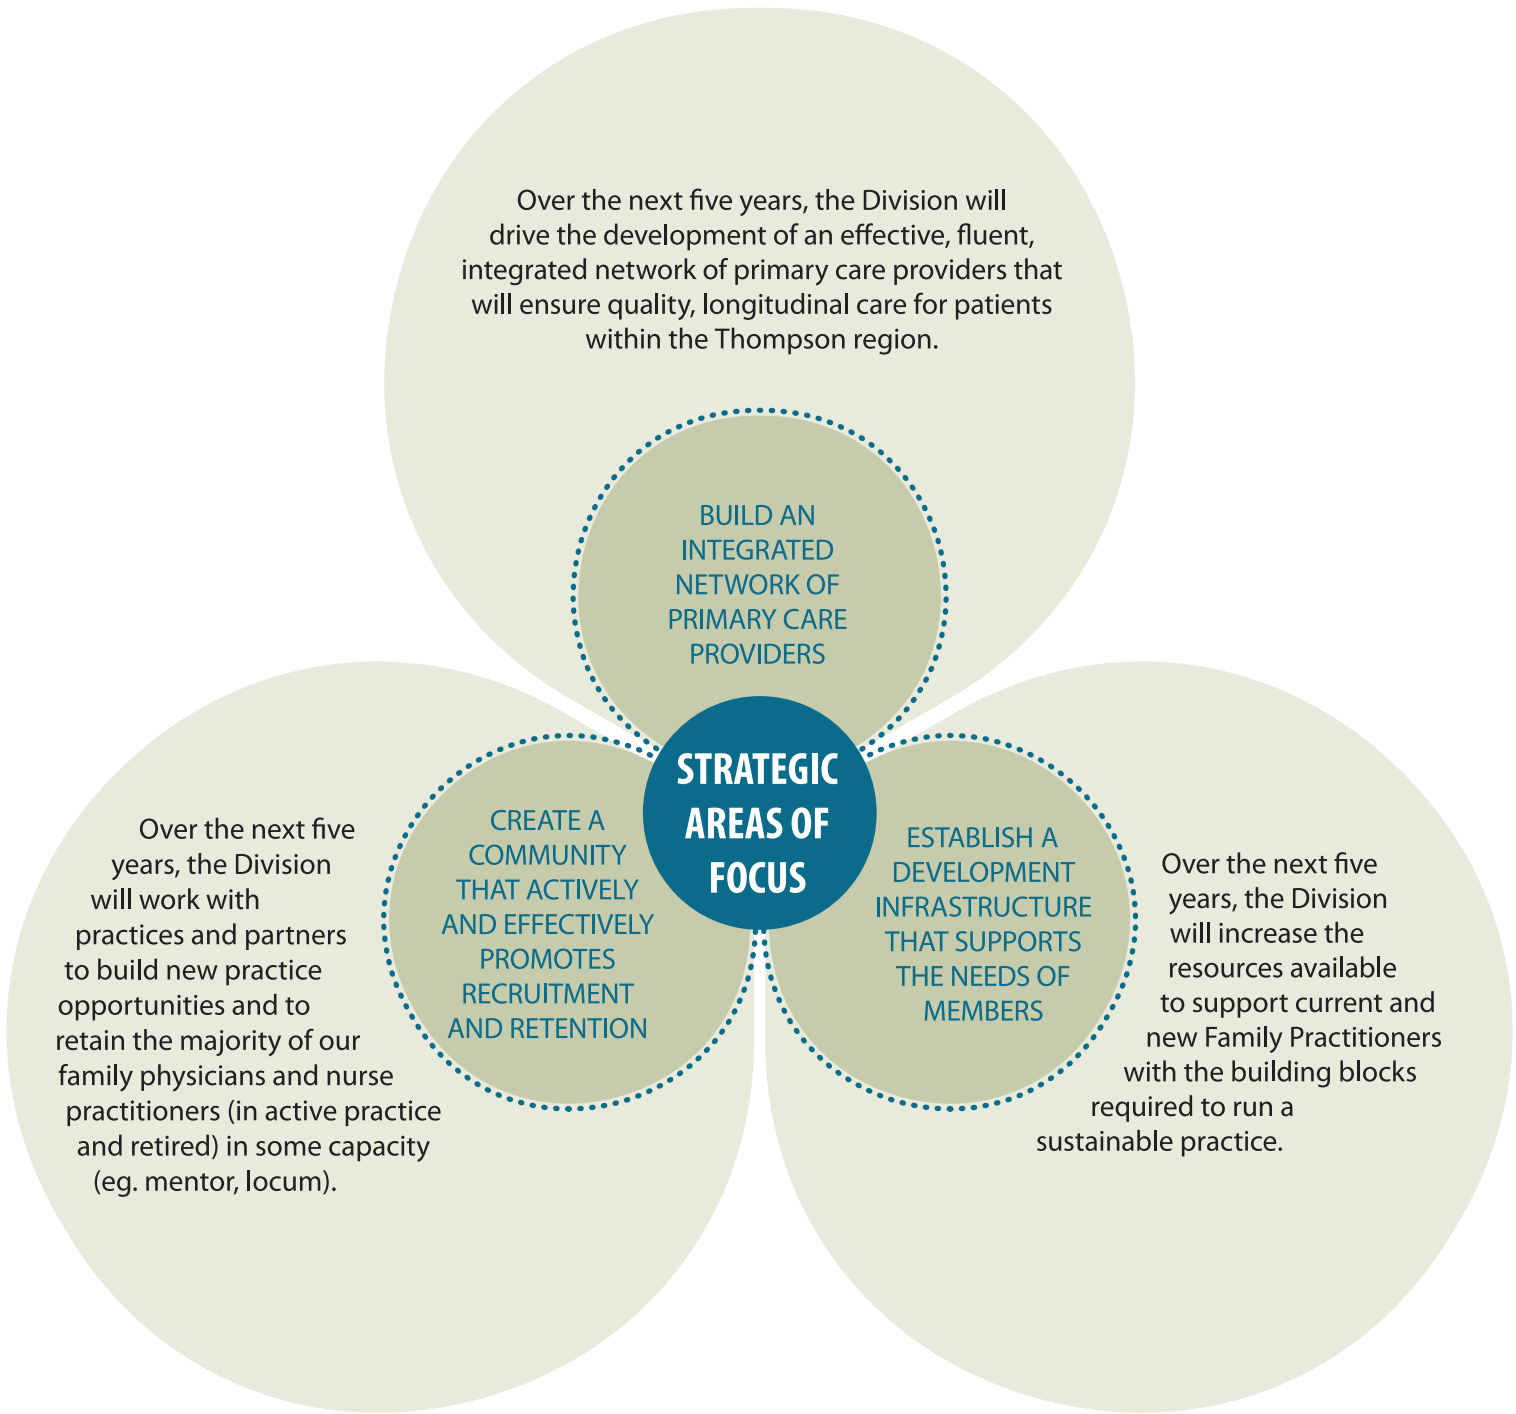 Over the next five years, the Division will
drive the development of an effective, fluent,
integrated network of primary care providers that
will ensure quality, longitudinal care for patients
within the Thompson region.
BUILD AN
INTEGRATED
NETWORK OF
PRIMARY CARE
PROVIDERS
STRATEGIC
AREAS OF
FOCUS
Over the next five
years, the Division
will work with
practices and partners
to build new practice
opportunities and to
retain the majority of our
family physicians and nurse
practitioners (in active practice
and retired) in some capacity
(eg. mentor, locum).
CREATE A
COMMUNITY
THAT ACTIVELY
AND EFFECTIVELY
PROMOTES
RECRUITMENT
AND RETENTION
ESTABLISH A
DEVELOPMENT
INFRASTRUCTURE
THAT SUPPORTS
THE NEEDS OF
MEMBERS
Over the next five
years, the Division
will increase the
resources available
to support current and
new Family Practitioners
with the building blocks
required to run a
sustainable practice.